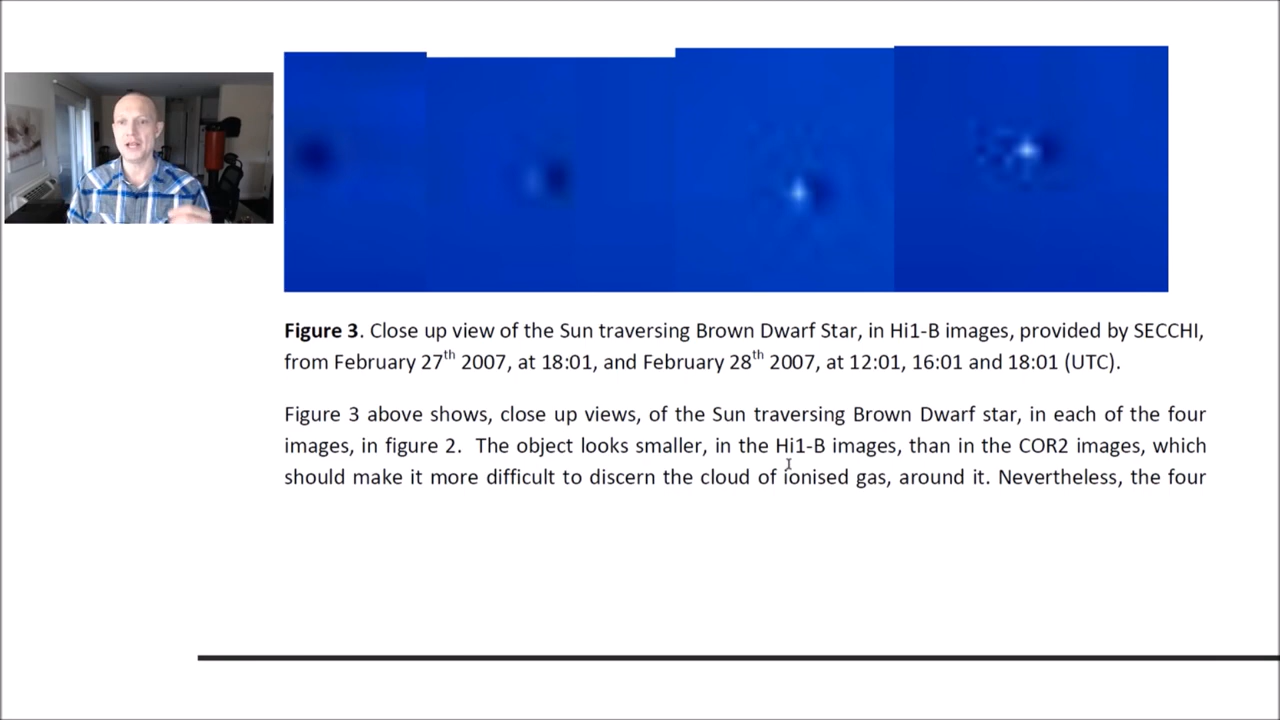 Figure 3. Close up view of the Sun traversing Brown Dwarf Star, in Hi1-B images, provided by SECCHI,
from February 27th 2007, at 18:01, and February 28th 2007, at 12:01, 16:01 and 18:01 (UTC).
Figure 3 above shows, close up views, of the Sun traversing Brown Dwarf star, in each of the four
images, in figure 2. The object looks smaller, in the Hi1-B images, than in the COR2 images, which
should make it more difficult to discern the cloud of ionised gas, around it. Nevertheless, the four